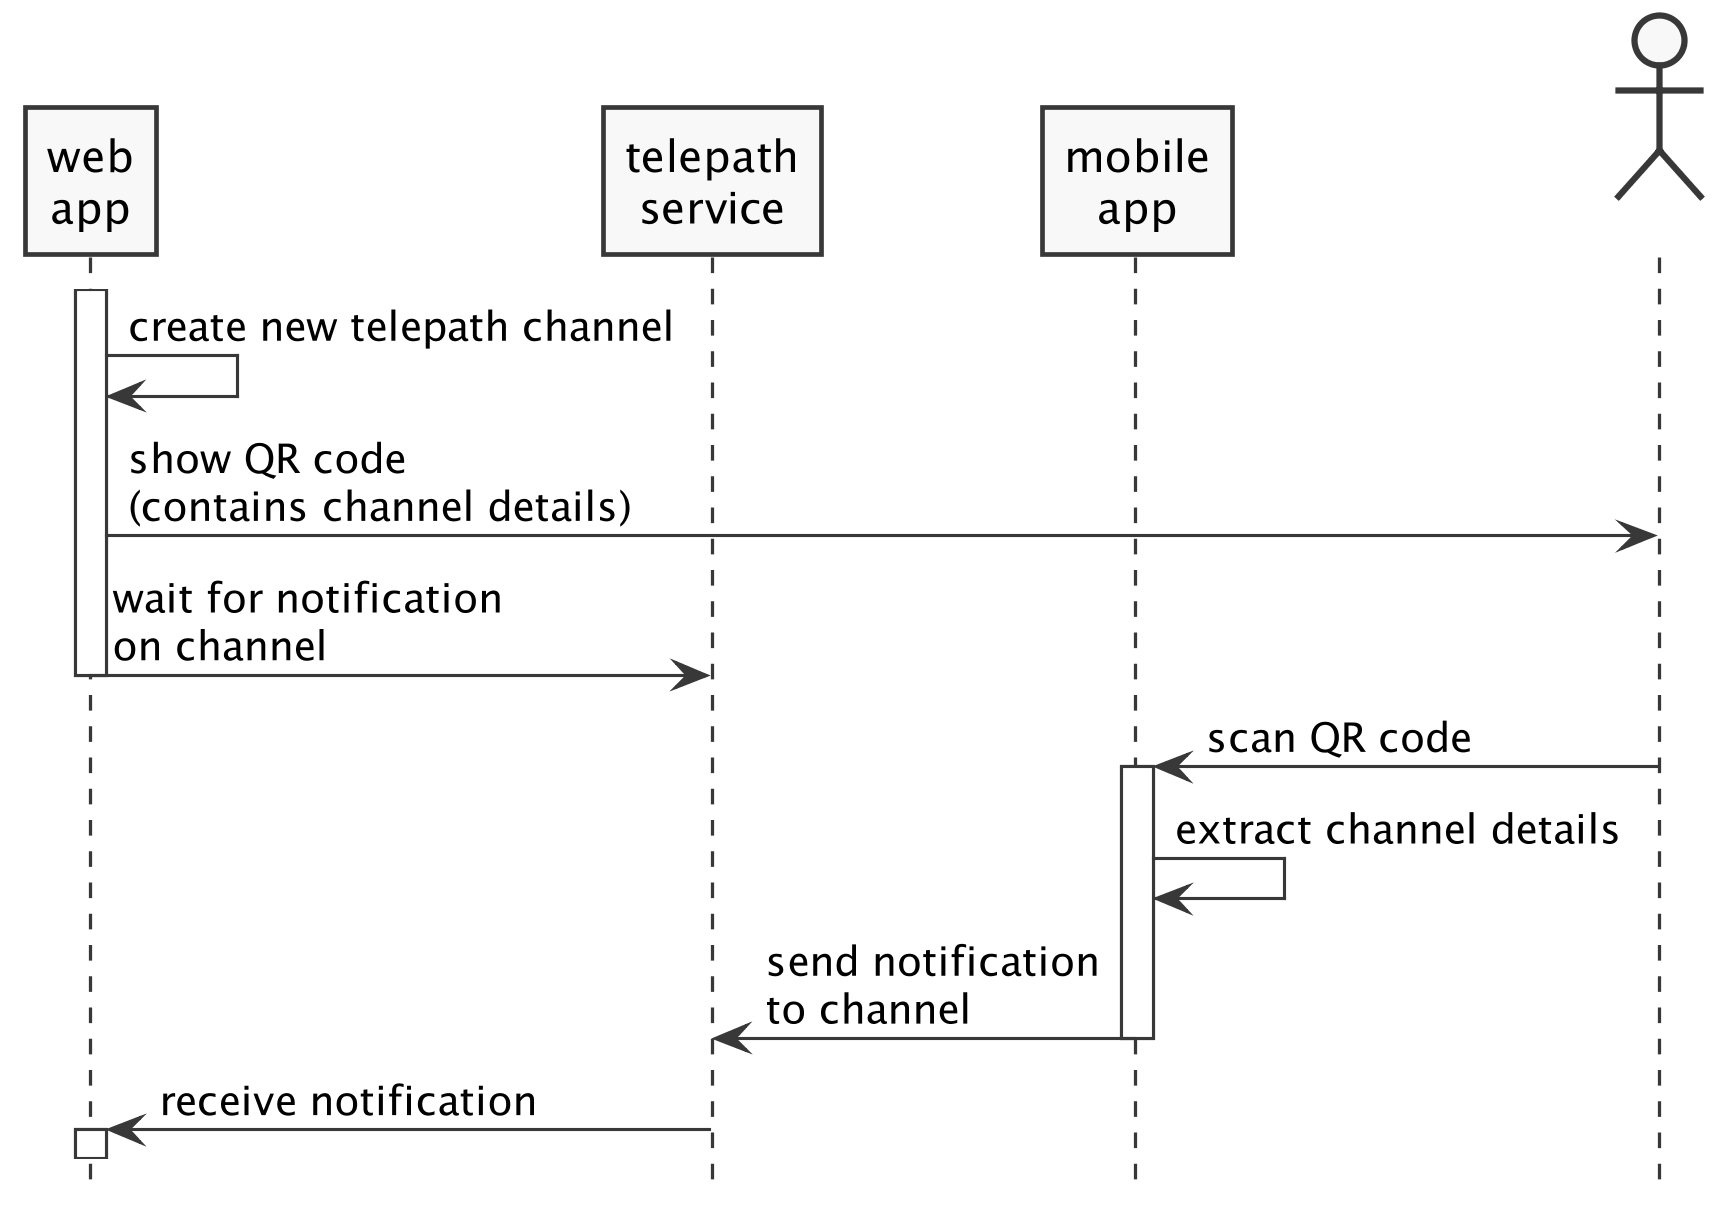 web
app
telepath
service
mobile
app
create new telepath channel
show QR code
(contains channel details)
wait for notification
on channel
scan QR code
extract channel details
send notification
to channel
receive notification